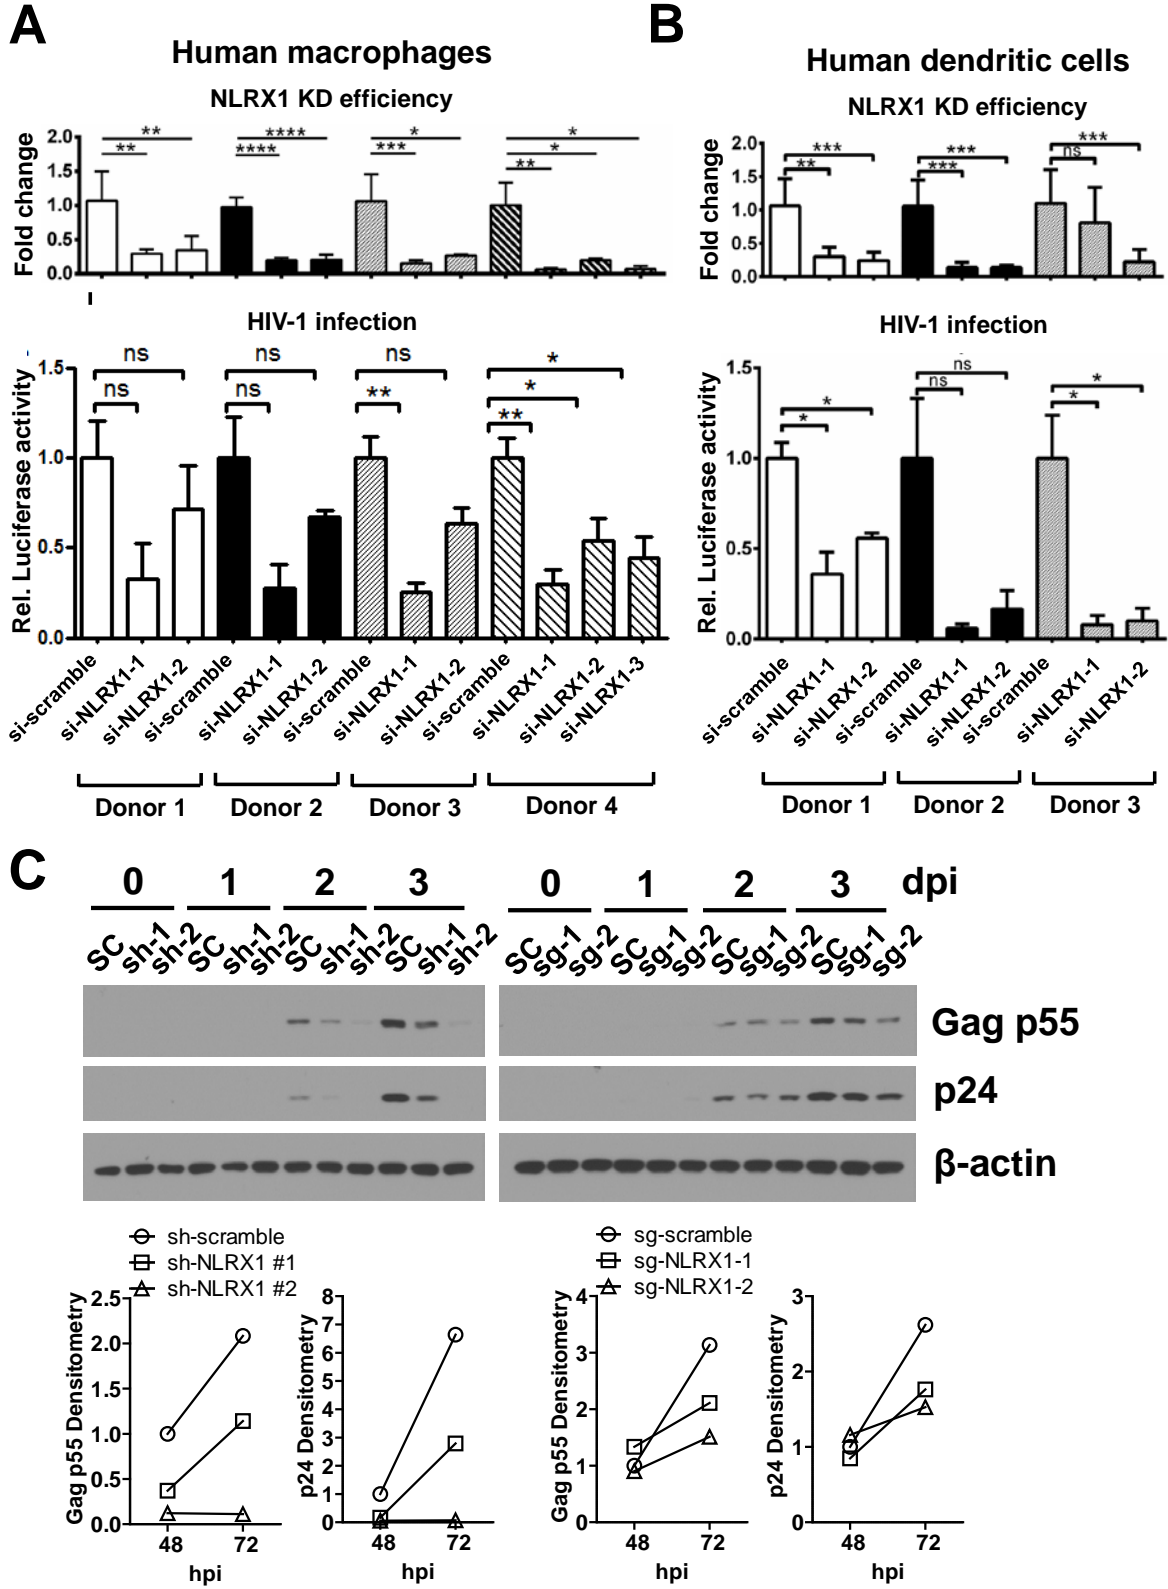 A
Human macrophages
NLRX1 KD efficiency
Fold change
2.0
1.5
1.0
0.5
0.0
** ** **** **** *** * ** * *
HIV-1 infection
Rel. Luciferase activity
1.5
1.0
0.5
0.0
ns ns ns ns ** ns ** * *
si-scramble si-NLRX1-1 si-NLRX1-2 si-scramble si-NLRX1-1 si-NLRX1-2 si-scramble si-NLRX1-1 si-NLRX1-2 si-scramble si-NLRX1-1 si-NLRX1-2 si-NLRX1-3
Donor 1 Donor 2 Donor 3 Donor 4
B
Human dendritic cells
NLRX1 KD efficiency
Fold change
2.0
1.5
1.0
0.5
0.0
** *** *** *** ns ***
HIV-1 infection
Rel. Luciferase activity
1.5
1.0
0.5
0.0
* * ns ns * *
si-scramble si-NLRX1-1 si-NLRX1-2 si-scramble si-NLRX1-1 si-NLRX1-2 si-scramble si-NLRX1-1 si-NLRX1-2
Donor 1 Donor 2 Donor 3
C
0 1 2 3 0 1 2 3 dpi
SC sh-1 sh-2 SC sh-1 sh-2 SC sh-1 sh-2 SC sh-1 sh-2 SC sg-1 sg-2 SC sg-1 sg-2 SC sg-1 sg-2 SC sg-1 sg-2
Gag p55
p24
β-actin
sh-scramble
sh-NLRX1 #1
sh-NLRX1 #2
Gag p55 Densitometry
2.5
2.0
1.5
1.0
0.5
0.0
48 72
hpi
p24 Densitometry
8
7
6
5
4
3
2
1
0
48 72
hpi
sg-scramble
sg-NLRX1-1
sg-NLRX1-2
Gag p55 Densitometry
4
3
2
1
0
48 72
hpi
p24 Densitometry
3
2
1
0
48 72
hpi